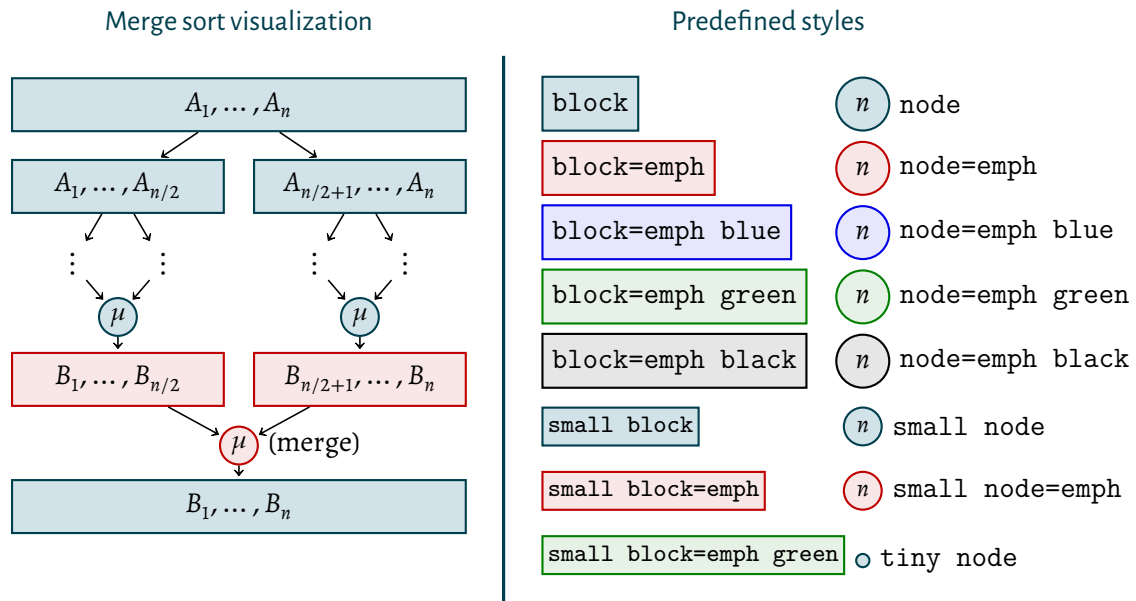 Merge sort visualization
A₁, … , Aₙ
A₁, … , Aₙ/₂
Aₙ/₂₊₁, … , Aₙ
⋮ ⋮ ⋮ ⋮
μ
μ
B₁, … , Bₙ/₂
Bₙ/₂₊₁, … , Bₙ
μ (merge)
B₁, … , Bₙ
Predefined styles
block
n node
block=emph
n node=emph
block=emph blue
n node=emph blue
block=emph green
n node=emph green
block=emph black
n node=emph black
small block
n small node
small block=emph
n small node=emph
small block=emph green
tiny node